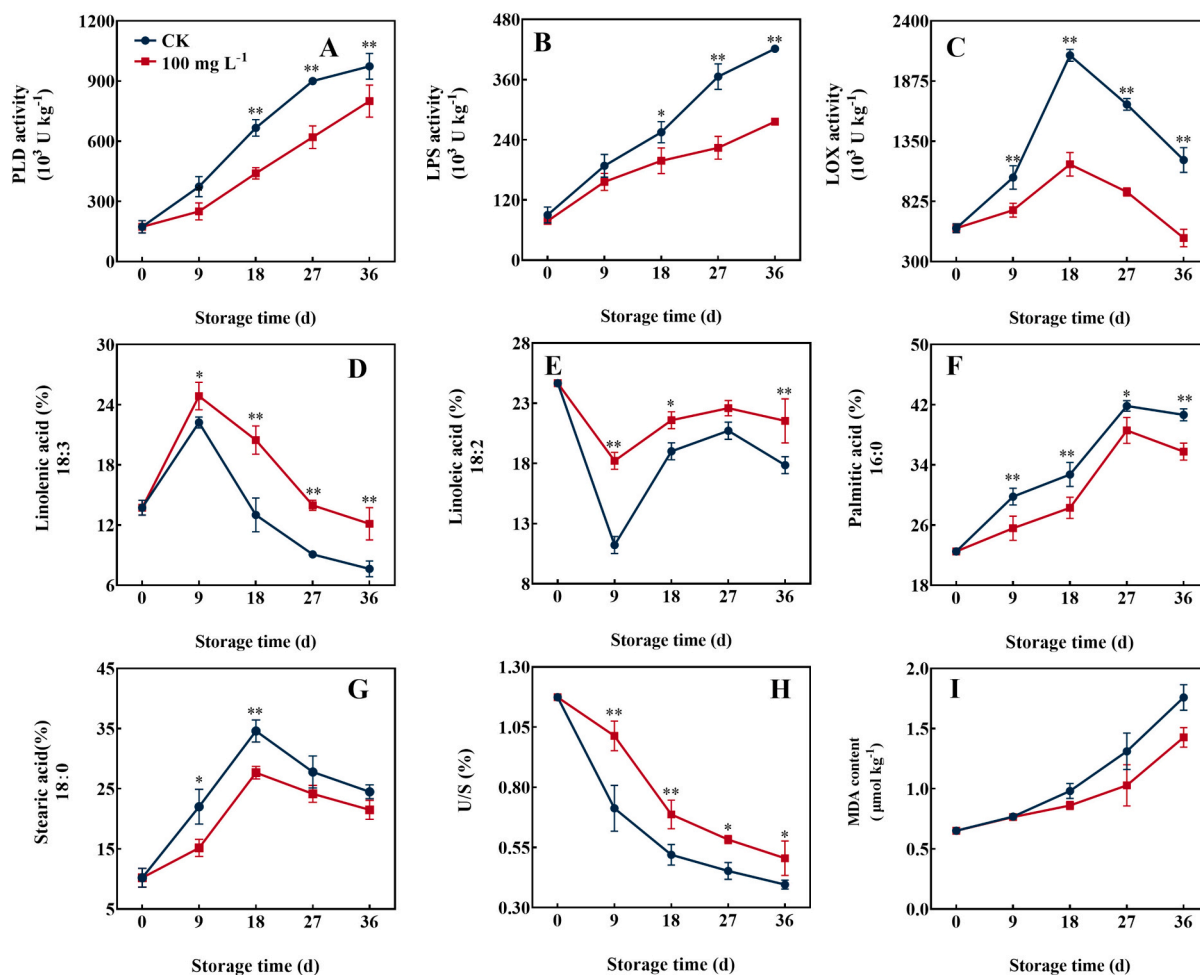 A
CK
100 mg L⁻¹
PLD activity
(10³ U kg⁻¹)
1200
900
600
300
0
** ** **
0 9 18 27 36
Storage time (d)
B
LPS activity
(10³ U kg⁻¹)
480
360
240
120
0
* ** **
0 9 18 27 36
Storage time (d)
C
LOX activity
(10³ U kg⁻¹)
2400
1875
1350
825
300
** ** ** **
0 9 18 27 36
Storage time (d)
D
Linolenic acid (%)
18:3
30
24
18
12
6
* ** ** **
0 9 18 27 36
Storage time (d)
E
Linoleic acid (%)
18:2
28
23
18
13
8
** * **
0 9 18 27 36
Storage time (d)
F
Palmitic acid (%)
16:0
50
42
34
26
18
** ** * **
0 9 18 27 36
Storage time (d)
G
Stearic acid(%)
18:0
45
35
25
15
5
* **
0 9 18 27 36
Storage time (d)
H
U/S (%)
1.30
1.05
0.80
0.55
0.30
** ** * *
0 9 18 27 36
Storage time (d)
I
MDA content
( μmol kg⁻¹)
2.0
1.5
1.0
0.5
0.0
0 9 18 27 36
Storage time (d)